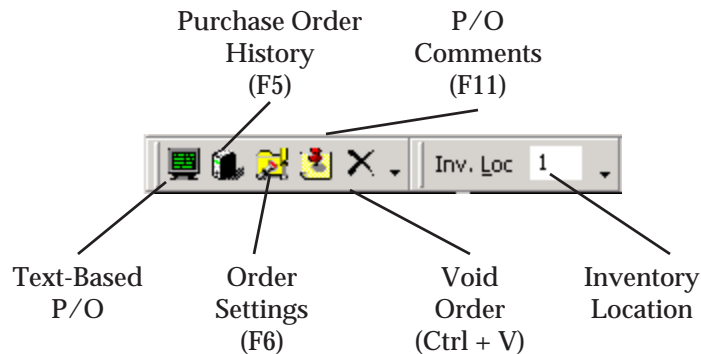 Purchase Order
History
(F5)
P/O
Comments
(F11)
Inv. Loc 1
Text-Based
P/O
Order
Settings
(F6)
Void
Order
(Ctrl + V)
Inventory
Location